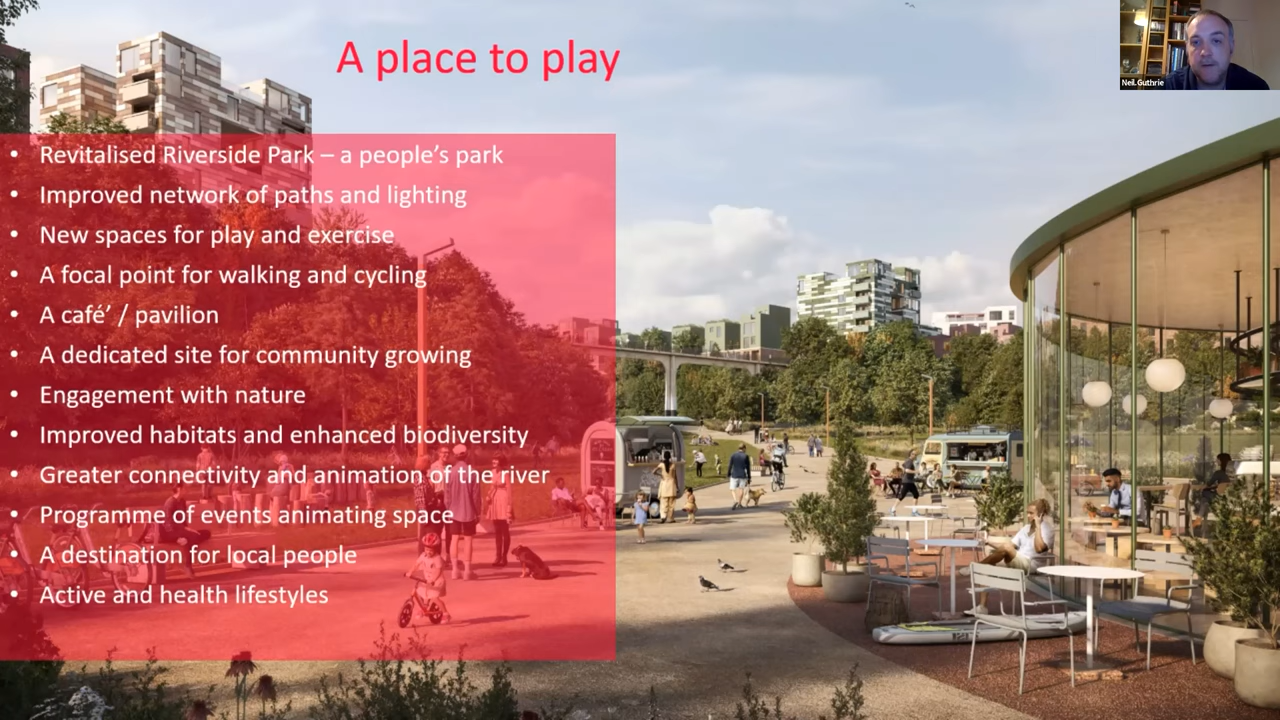 A place to play
Neil.Guthrie
• Revitalised Riverside Park – a people's park
• Improved network of paths and lighting
• New spaces for play and exercise
• A focal point for walking and cycling
• A café' / pavilion
• A dedicated site for community growing
• Engagement with nature
• Improved habitats and enhanced biodiversity
• Greater connectivity and animation of the river
• Programme of events animating space
• A destination for local people
• Active and health lifestyles